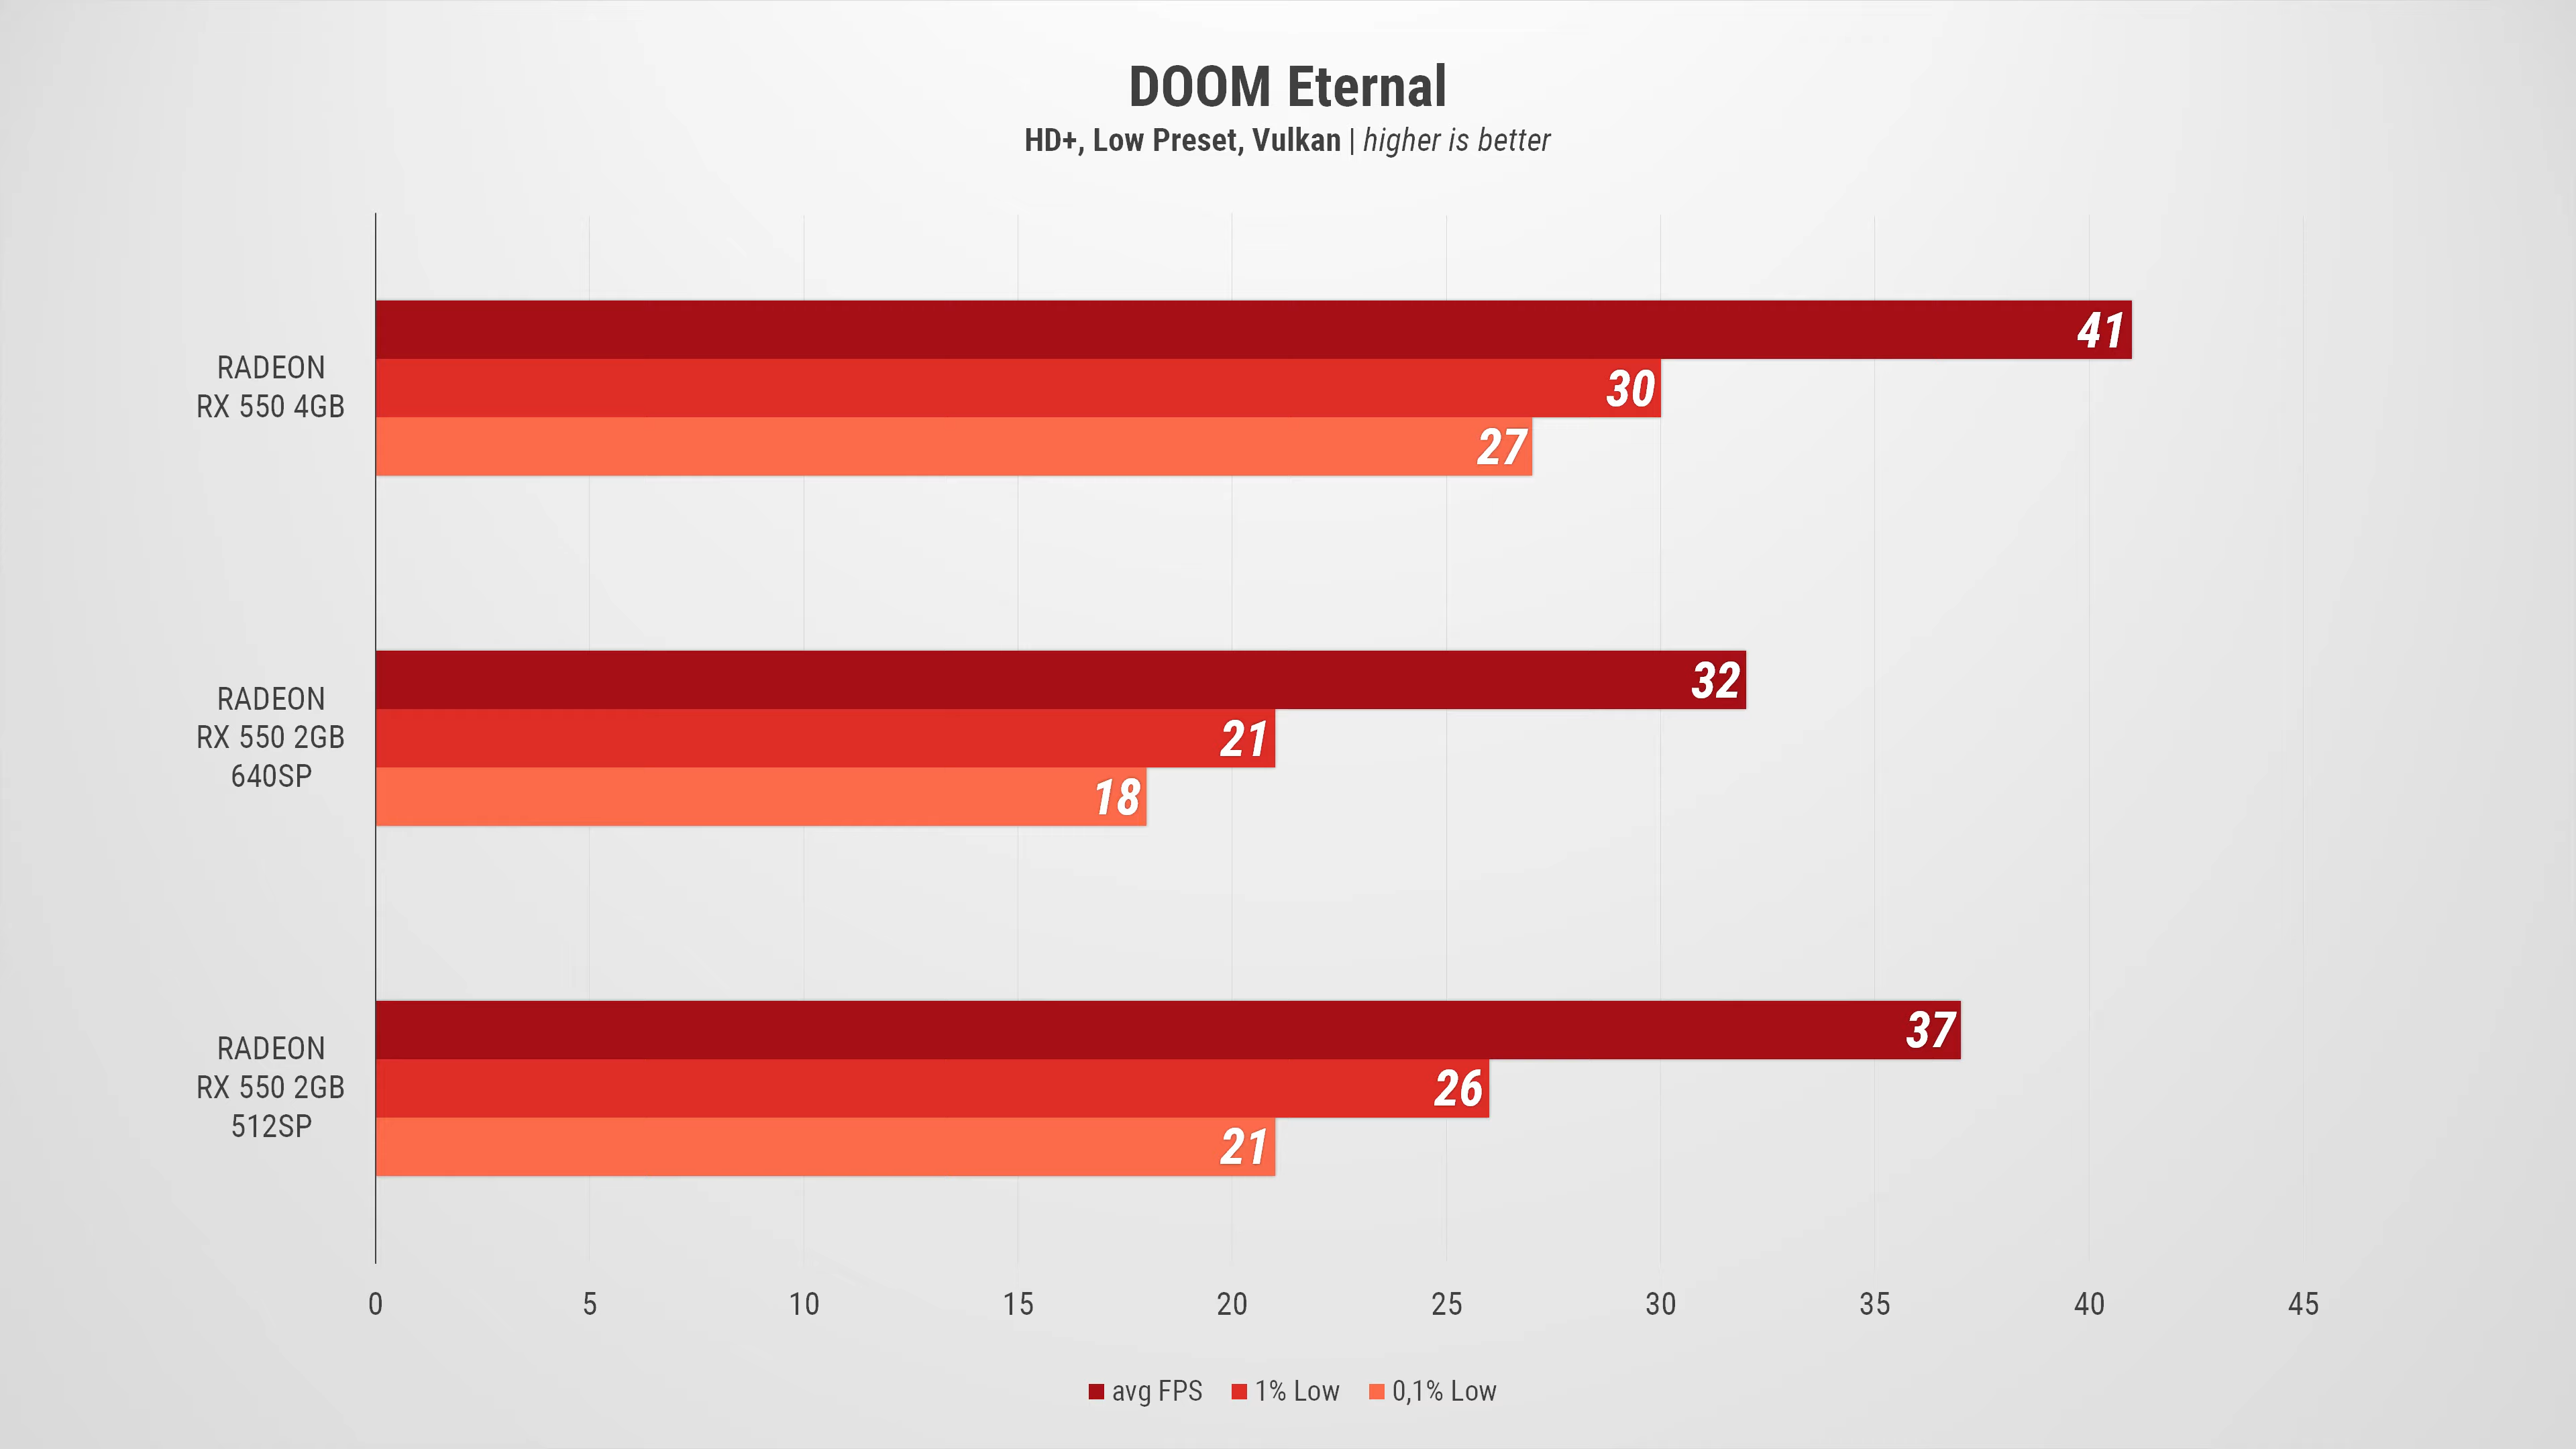 DOOM Eternal
HD+, Low Preset, Vulkan | higher is better
RADEON
RX 550 4GB
41
30
27
RADEON
RX 550 2GB
640SP
32
21
18
RADEON
RX 550 2GB
512SP
37
26
21
0 5 10 15 20 25 30 35 40 45
avg FPS 1% Low 0,1% Low